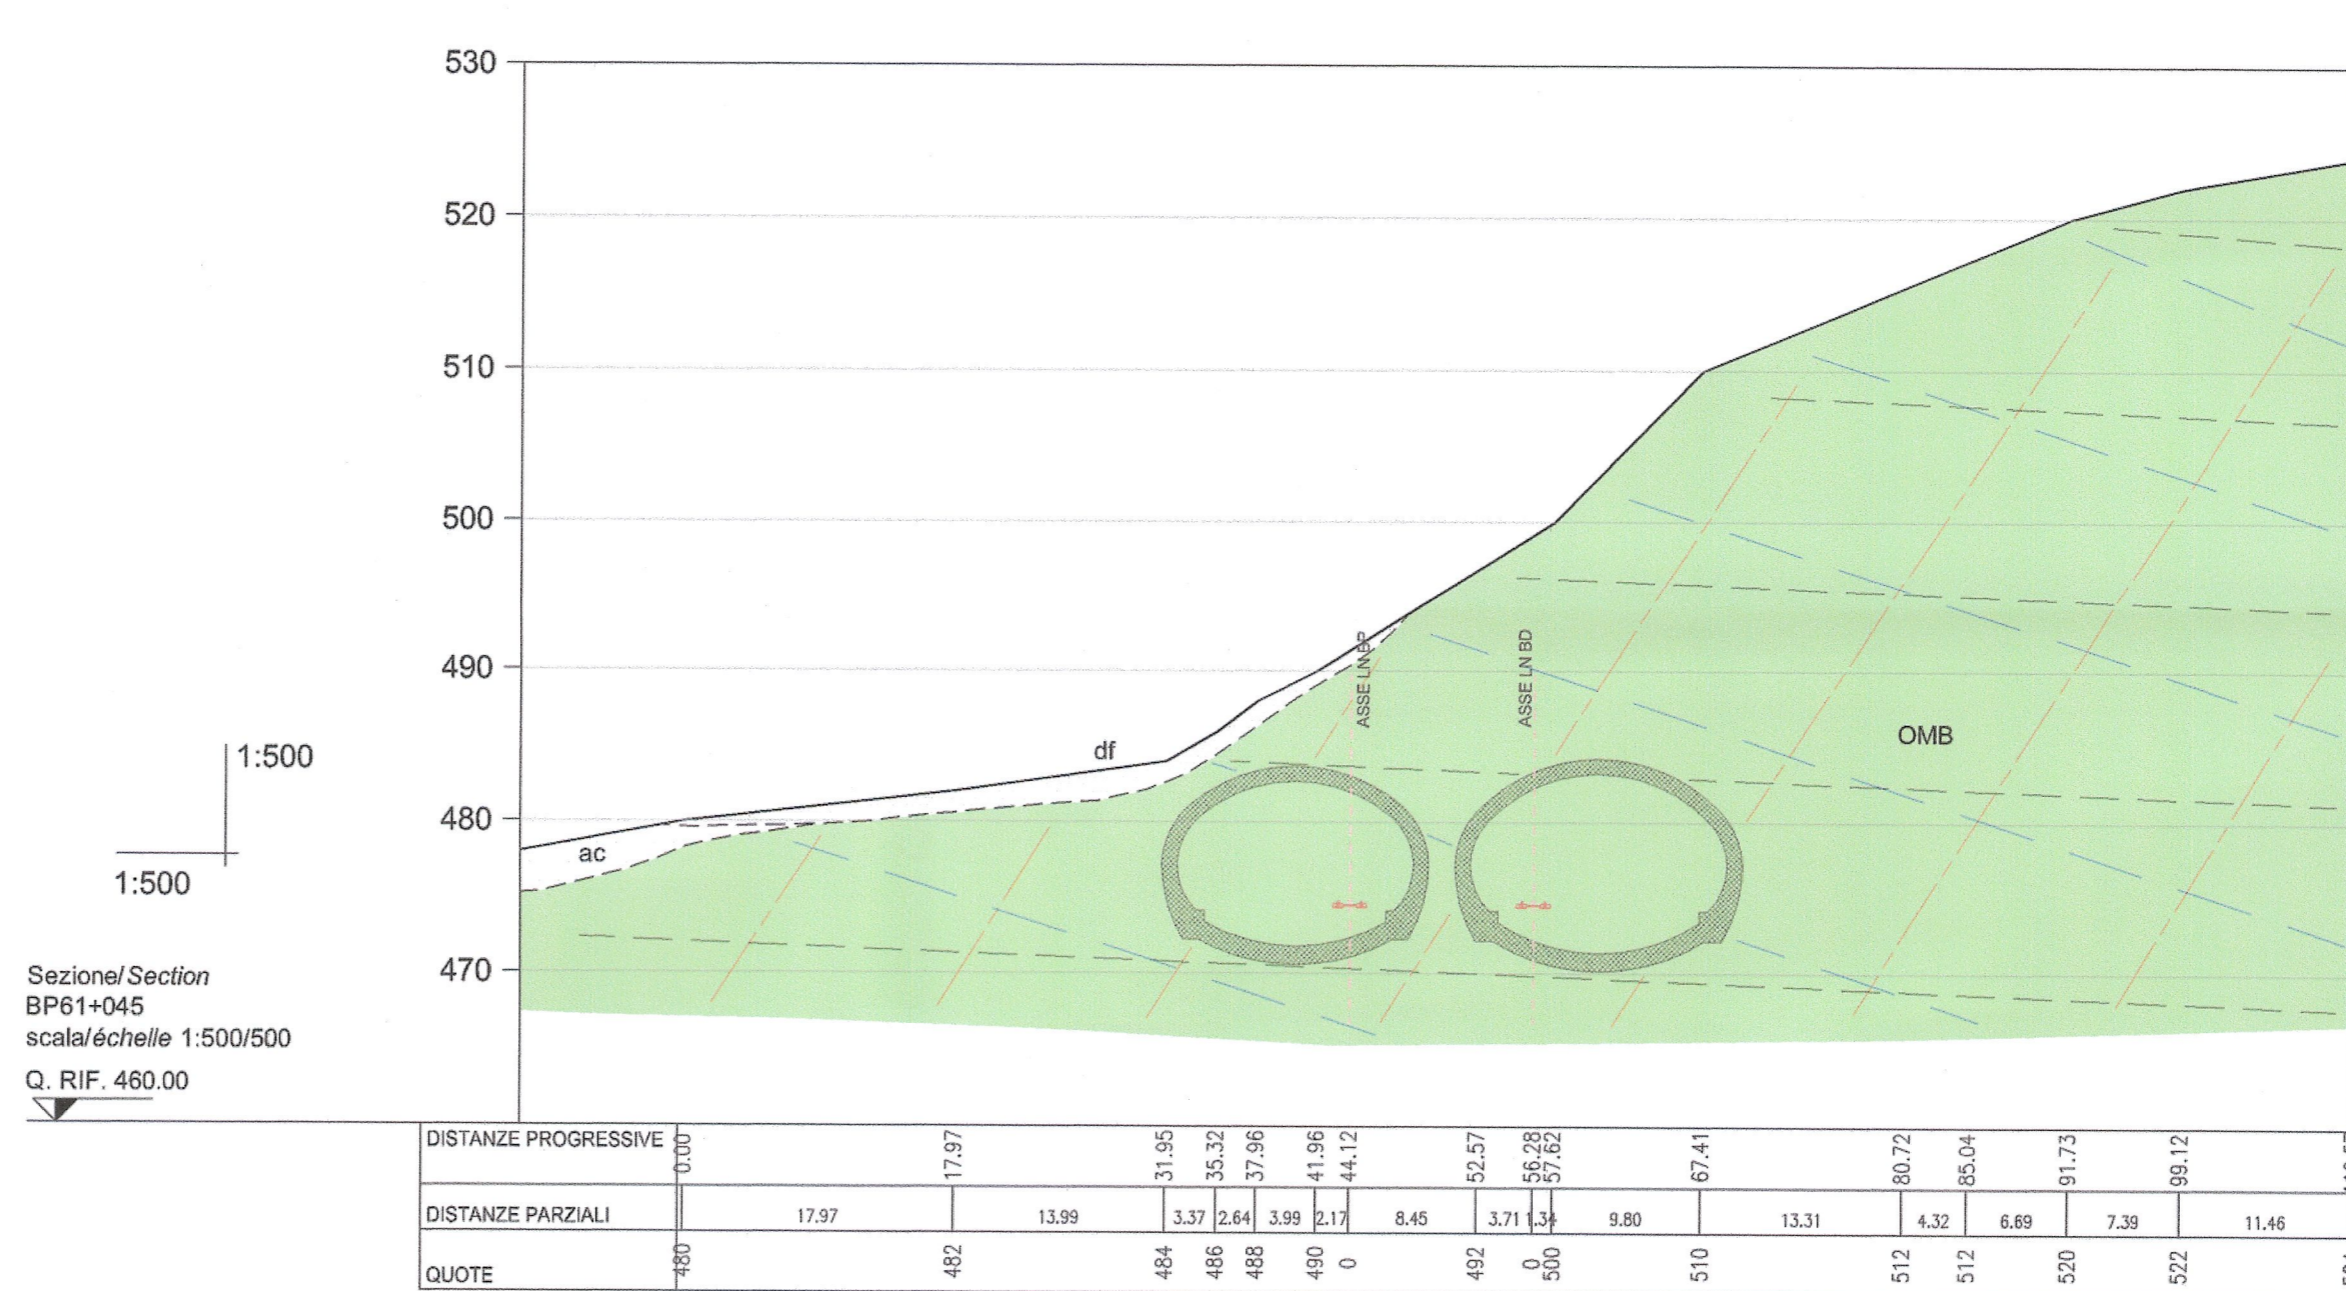 530
520
510
500
490
480
470
1:500
1:500
Sezione/Section
BP61+045
scala/échelle 1:500/500
Q. RIF. 460.00
ac
df
ASSE LN BP
ASSE LN BD
OMB
DISTANZE PROGRESSIVE 0.00 17.97 31.95 35.32 37.96 41.96 44.12 52.57 56.28 57.62 67.41 80.72 85.04 91.73 99.12
DISTANZE PARZIALI 17.97 13.99 3.37 2.64 3.99 2.17 8.45 3.71 1.34 9.80 13.31 4.32 6.69 7.39 11.46
QUOTE 480 482 484 486 488 490 0 492 0 500 510 512 512 520 522